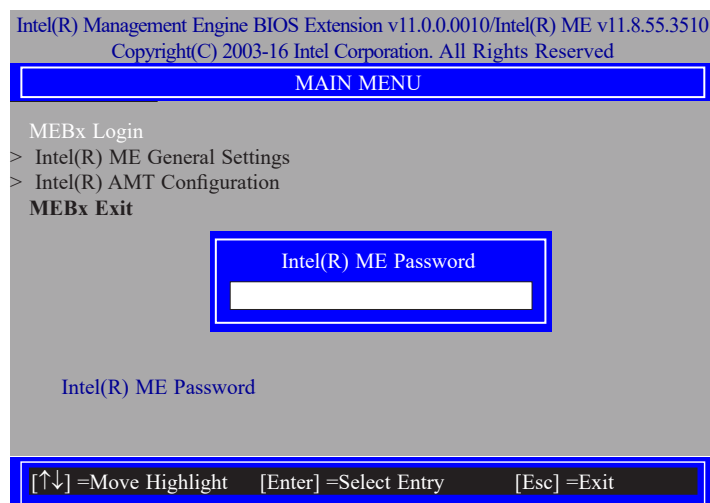 Intel(R) Management Engine BIOS Extension v11.0.0.0010/Intel(R) ME v11.8.55.3510
Copyright(C) 2003-16 Intel Corporation. All Rights Reserved
MAIN MENU
MEBx Login
> Intel(R) ME General Settings
> Intel(R) AMT Configuration
MEBx Exit
Intel(R) ME Password
Intel(R) ME Password
[↑↓] =Move Highlight [Enter] =Select Entry [Esc] =Exit